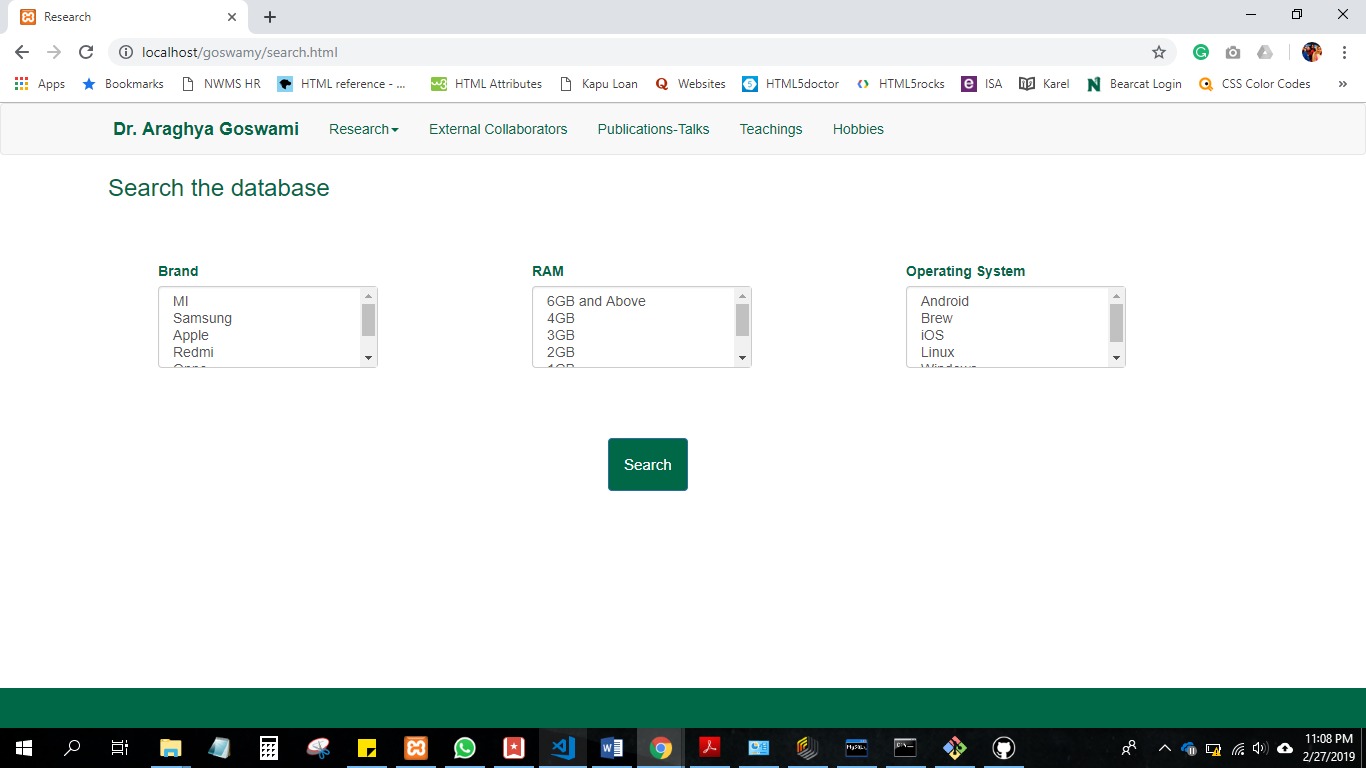 Research
localhost/goswamy/search.html
Apps Bookmarks NWMS HR HTML reference - ... HTML Attributes Kapu Loan Websites HTML5doctor HTML5rocks ISA Karel Bearcat Login CSS Color Codes »
Dr. Araghya Goswami Research External Collaborators Publications-Talks Teachings Hobbies
Search the database
Brand
MI
Samsung
Apple
Redmi
RAM
6GB and Above
4GB
3GB
2GB
1GB
Operating System
Android
Brew
iOS
Linux
Windows
Search
11:08 PM
2/27/2019